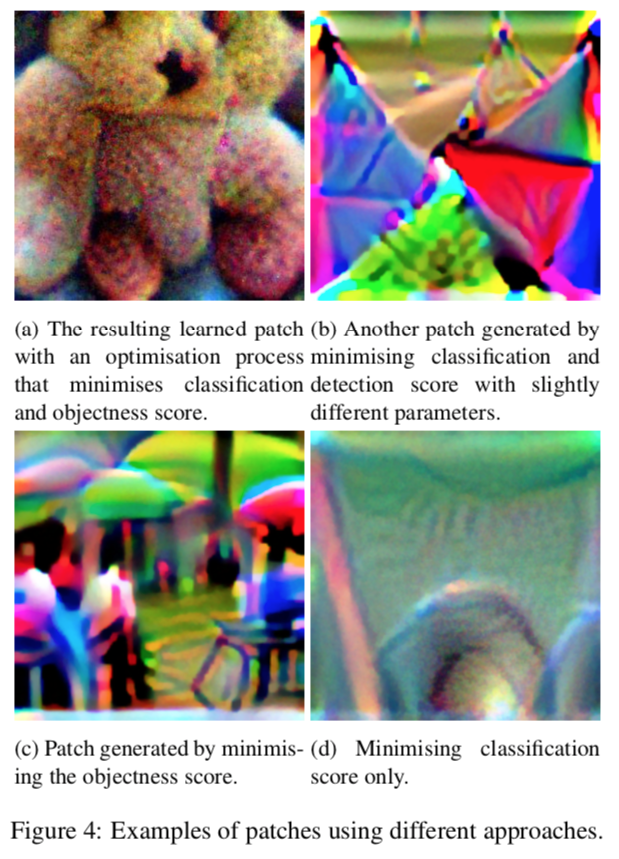 (a) The resulting learned patch
with an optimisation process
that minimises classification
and objectness score.
(b) Another patch generated by
minimising classification and
detection score with slightly
different parameters.
(c) Patch generated by minimis-
ing the objectness score.
(d) Minimising classification
score only.
Figure 4: Examples of patches using different approaches.